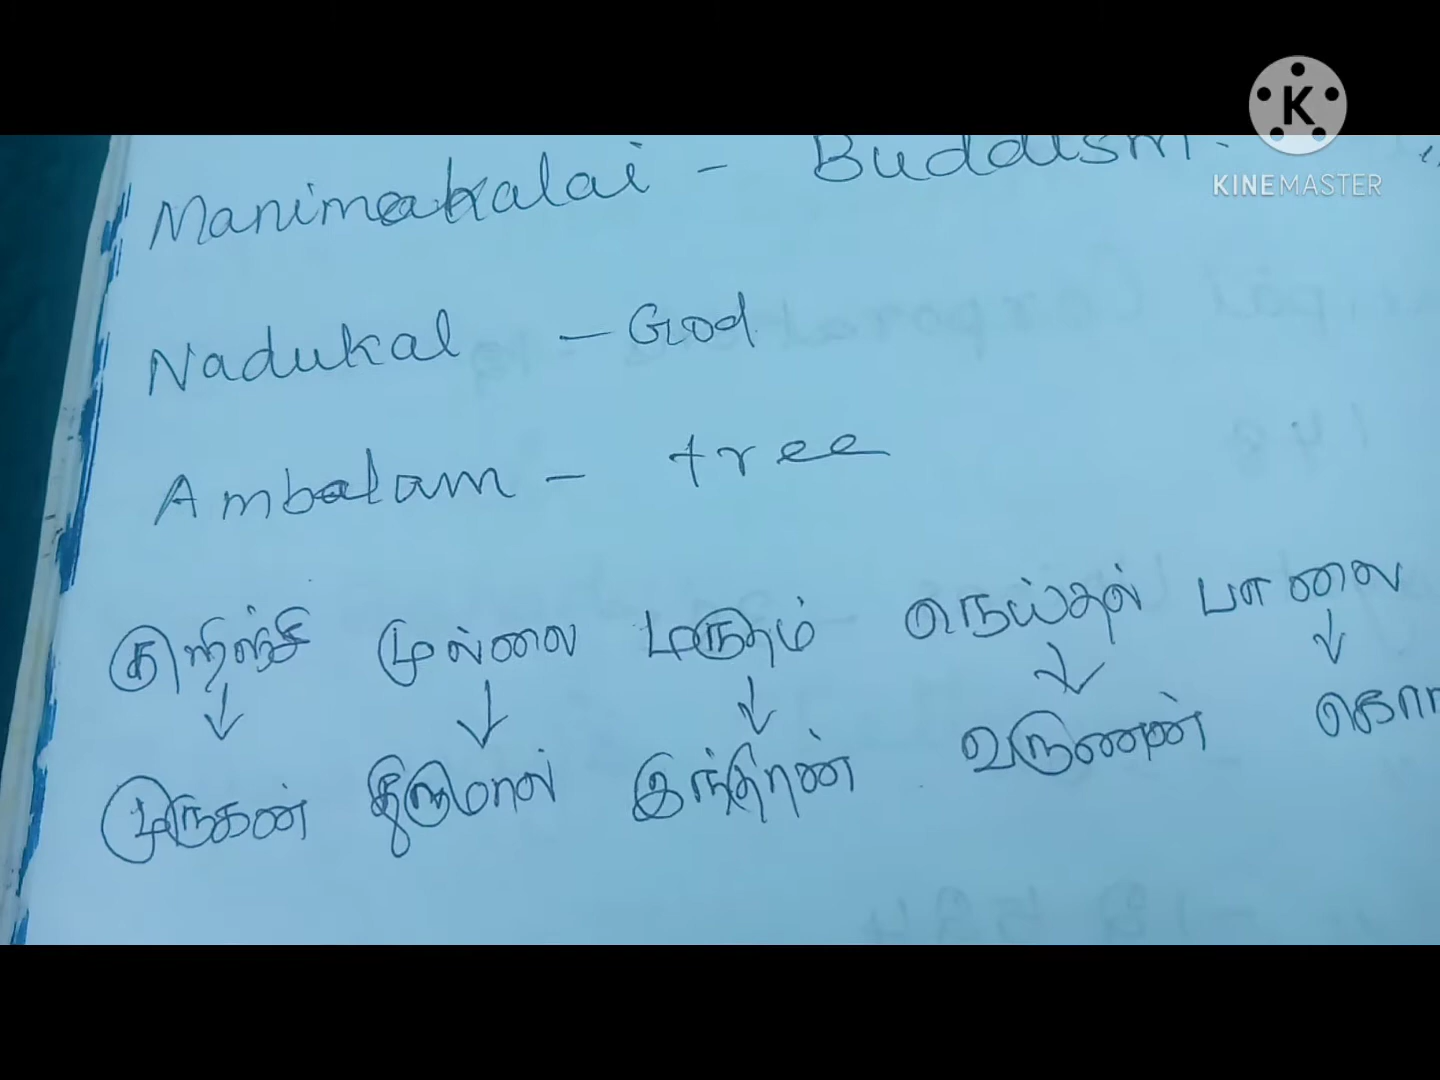 K
KINEMASTER
Manimekalai - Buddism.
Nadukal - God
Ambalam - tree
குறிஞ்சி முல்லை மருதம் நெய்தல் பாலை
முருகன் திருமால் இந்திரன் வருணன் கொ